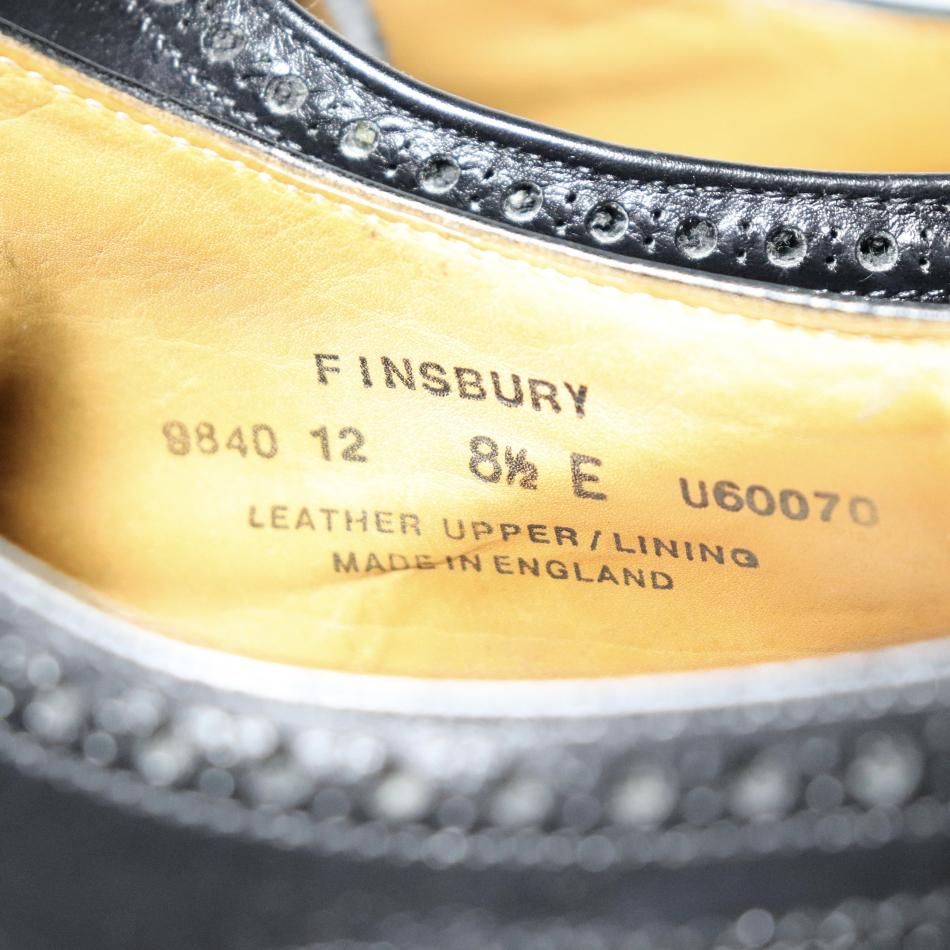 FINSBURY
9840 12 8½ E U60070
LEATHER UPPER/LINING
MADE IN ENGLAND